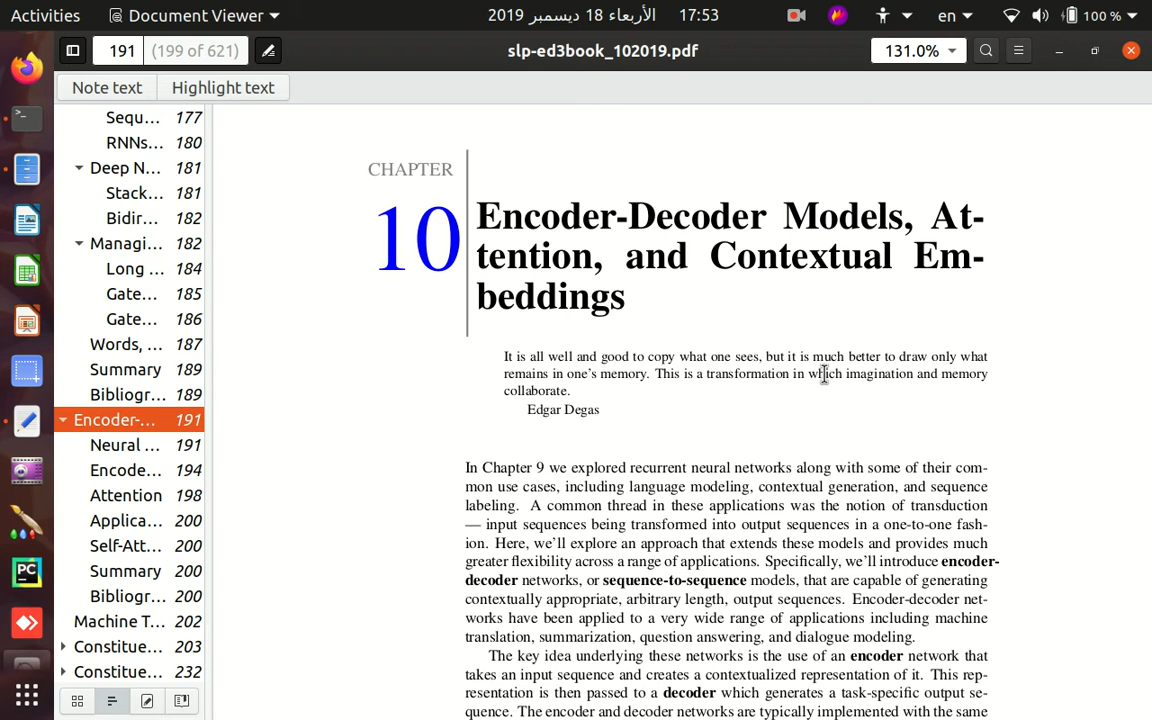 Activities Document Viewer الأربعاء 18 ديسمبر 2019 17:53 en 100 %
191 (199 of 621) slp-ed3book_102019.pdf 131.0%
Note text Highlight text
Sequ... 177
RNNs... 180
Deep N... 181
Stack... 181
Bidir... 182
Managi... 182
Long ... 184
Gate... 185
Gate... 186
Words, ... 187
Summary 189
Bibliogr... 189
Encoder-... 191
Neural ... 191
Encode... 194
Attention 198
Applica... 200
Self-Att... 200
Summary 200
Bibliogr... 200
Machine T... 202
Constitue... 203
Constitue... 232
CHAPTER
10
Encoder-Decoder Models, At-
tention, and Contextual Em-
beddings
It is all well and good to copy what one sees, but it is much better to draw only what
remains in one's memory. This is a transformation in which imagination and memory
collaborate.
Edgar Degas
In Chapter 9 we explored recurrent neural networks along with some of their com-
mon use cases, including language modeling, contextual generation, and sequence
labeling. A common thread in these applications was the notion of transduction
— input sequences being transformed into output sequences in a one-to-one fash-
ion. Here, we'll explore an approach that extends these models and provides much
greater flexibility across a range of applications. Specifically, we'll introduce encoder-
decoder networks, or sequence-to-sequence models, that are capable of generating
contextually appropriate, arbitrary length, output sequences. Encoder-decoder net-
works have been applied to a very wide range of applications including machine
translation, summarization, question answering, and dialogue modeling.
The key idea underlying these networks is the use of an encoder network that
takes an input sequence and creates a contextualized representation of it. This rep-
resentation is then passed to a decoder which generates a task-specific output se-
quence. The encoder and decoder networks are typically implemented with the same
PC